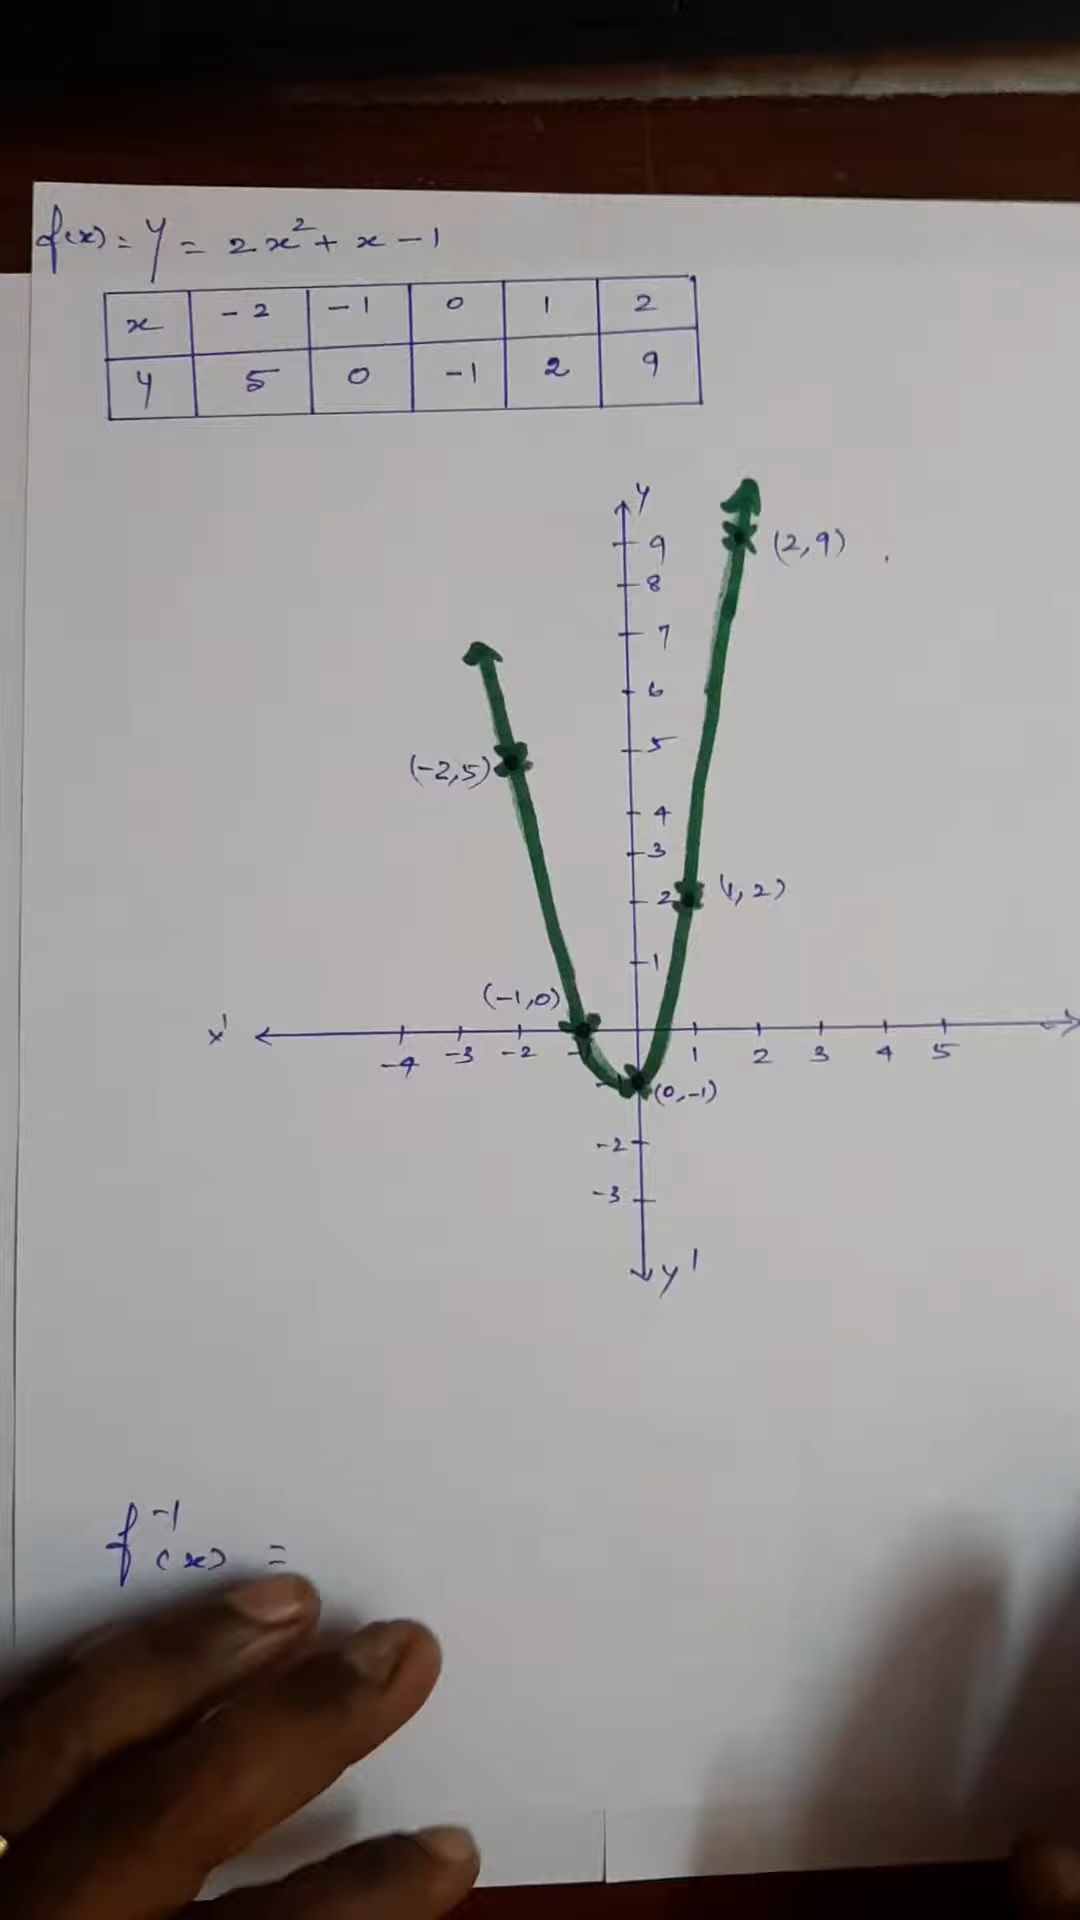 f(x) = y = 2x² + x - 1
x -2 -1 0 1 2
y 5 0 -1 2 9
y
9 (2,9)
8
7
6
5
(-2,5)
4
3
2 (1,2)
1
(-1,0)
x'
-4 -3 -2 -1 1 2 3 4 5
-1 (0,-1)
-2
-3
y'
f⁻¹(x) =